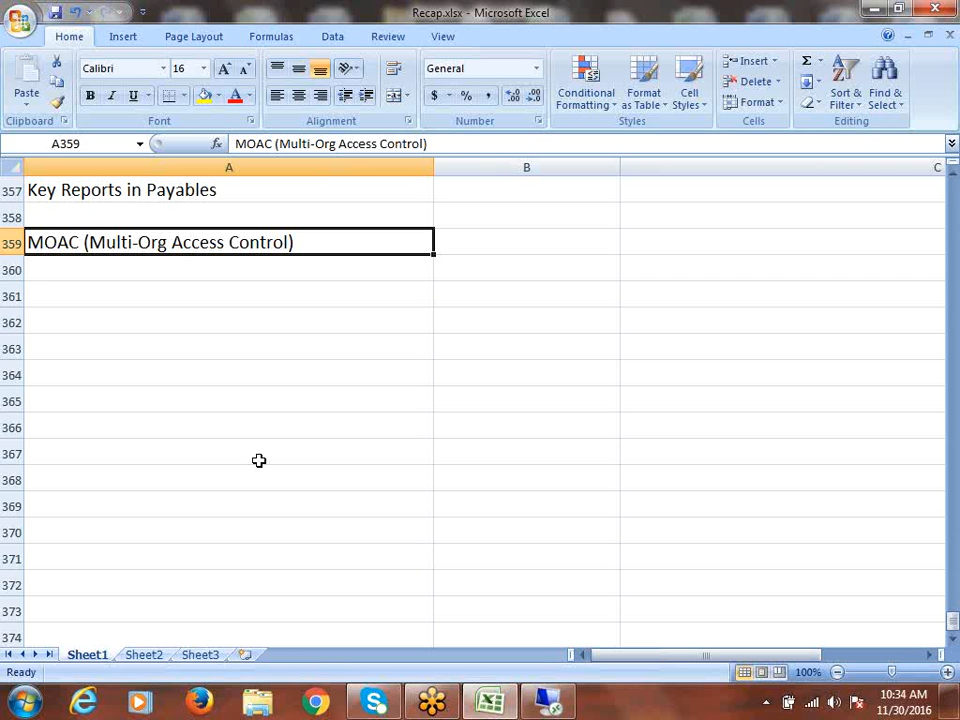 Recap.xlsx - Microsoft Excel
Home Insert Page Layout Formulas Data Review View
Paste
Calibri 16
General
Conditional Formatting
Format as Table
Cell Styles
Insert
Delete
Format
Sort & Filter
Find & Select
Clipboard Font Alignment Number Styles Cells Editing
A359 fx MOAC (Multi-Org Access Control)
A B C
357 Key Reports in Payables
358
359 MOAC (Multi-Org Access Control)
360
361
362
363
364
365
366
367
368
369
370
371
372
373
374
Sheet1 Sheet2 Sheet3
Ready 100%
10:34 AM
11/30/2016